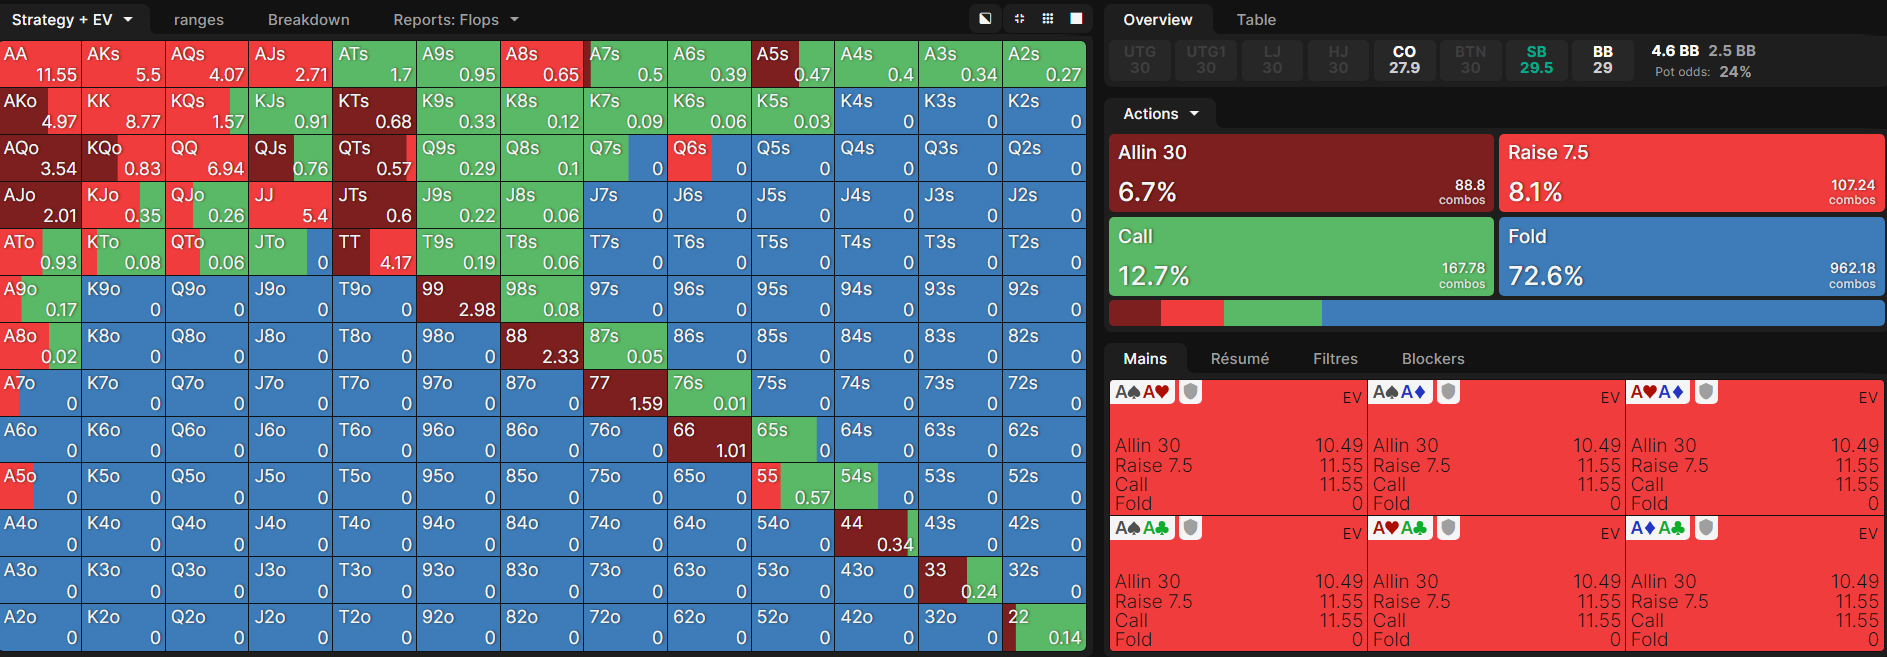 Strategy + EV ranges Breakdown Reports: Flops
AA AKs AQs AJs ATs A9s A8s A7s A6s A5s A4s A3s A2s
11.55 5.5 4.07 2.71 1.7 0.95 0.65 0.5 0.39 0.47 0.4 0.34 0.27
AKo KK KQs KJs KTs K9s K8s K7s K6s K5s K4s K3s K2s
4.97 8.77 1.57 0.91 0.68 0.33 0.12 0.09 0.06 0.03 0 0 0
AQo KQo QQ QJs QTs Q9s Q8s Q7s Q6s Q5s Q4s Q3s Q2s
3.54 0.83 6.94 0.76 0.57 0.29 0.1 0 0 0 0 0 0
AJo KJo QJo JJ JTs J9s J8s J7s J6s J5s J4s J3s J2s
2.01 0.35 0.26 5.4 0.6 0.22 0.06 0 0 0 0 0 0
ATo KTo QTo JTo TT T9s T8s T7s T6s T5s T4s T3s T2s
0.93 0.08 0.06 0 4.17 0.19 0.06 0 0 0 0 0 0
A9o K9o Q9o J9o T9o 99 98s 97s 96s 95s 94s 93s 92s
0.17 0 0 0 0 2.98 0.08 0 0 0 0 0 0
A8o K8o Q8o J8o T8o 98o 88 87s 86s 85s 84s 83s 82s
0.02 0 0 0 0 0 2.33 0.05 0 0 0 0 0
A7o K7o Q7o J7o T7o 97o 87o 77 76s 75s 74s 73s 72s
0 0 0 0 0 0 0 1.59 0.01 0 0 0 0
A6o K6o Q6o J6o T6o 96o 86o 76o 66 65s 64s 63s 62s
0 0 0 0 0 0 0 0 1.01 0 0 0 0
A5o K5o Q5o J5o T5o 95o 85o 75o 65o 55 54s 53s 52s
0 0 0 0 0 0 0 0 0 0.57 0 0 0
A4o K4o Q4o J4o T4o 94o 84o 74o 64o 54o 44 43s 42s
0 0 0 0 0 0 0 0 0 0 0.34 0 0
A3o K3o Q3o J3o T3o 93o 83o 73o 63o 53o 43o 33 32s
0 0 0 0 0 0 0 0 0 0 0 0.24 0
A2o K2o Q2o J2o T2o 92o 82o 72o 62o 52o 42o 32o 22
0 0 0 0 0 0 0 0 0 0 0 0 0.14
Overview Table
UTG UTG1 LJ HJ CO BTN SB BB 4.6 BB 2.5 BB
30 30 30 30 27.9 30 29.5 29 Pot odds: 24%
Actions
Allin 30 Raise 7.5
6.7% 88.8 combos 8.1% 107.24 combos
Call Fold
12.7% 167.78 combos 72.6% 962.18 combos
Mains Résumé Filtres Blockers
A♠A♥ EV A♠A♦ EV A♥A♦ EV
Allin 30 10.49 Allin 30 10.49 Allin 30 10.49
Raise 7.5 11.55 Raise 7.5 11.55 Raise 7.5 11.55
Call 11.55 Call 11.55 Call 11.55
Fold 0 Fold 0 Fold 0
A♠A♣ EV A♥A♣ EV A♦A♣ EV
Allin 30 10.49 Allin 30 10.49 Allin 30 10.49
Raise 7.5 11.55 Raise 7.5 11.55 Raise 7.5 11.55
Call 11.55 Call 11.55 Call 11.55
Fold 0 Fold 0 Fold 0